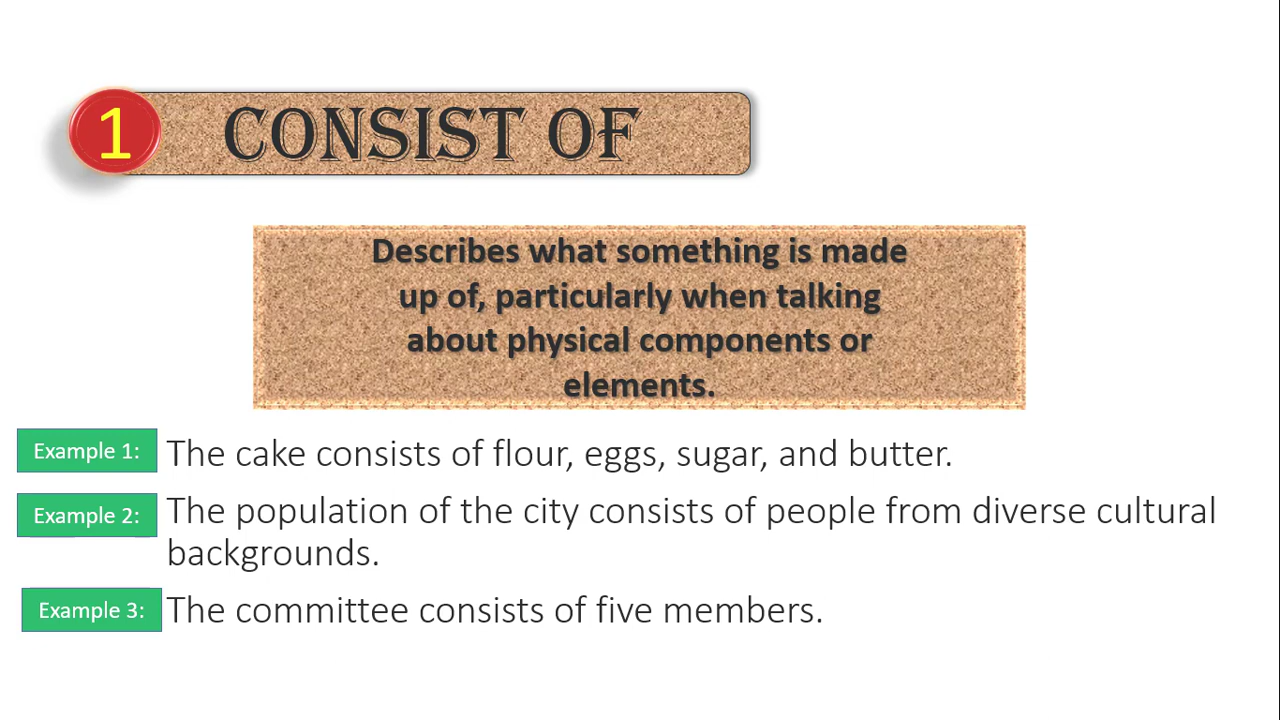 1 CONSIST OF
Describes what something is made
up of, particularly when talking
about physical components or
elements.
Example 1: The cake consists of flour, eggs, sugar, and butter.
Example 2: The population of the city consists of people from diverse cultural
backgrounds.
Example 3: The committee consists of five members.